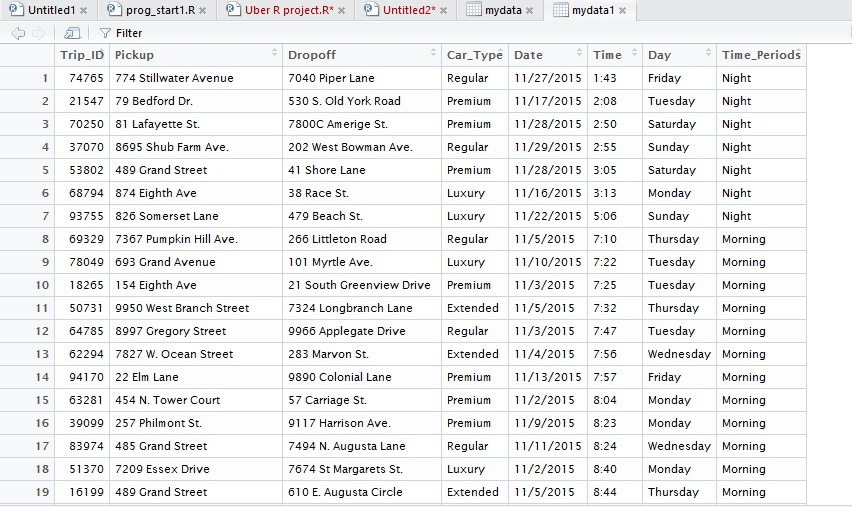 Untitled1 prog_start1.R Uber R project.R* Untitled2* mydata mydata1
Filter
Trip_ID Pickup Dropoff Car_Type Date Time Day Time_Periods
1 74765 774 Stillwater Avenue 7040 Piper Lane Regular 11/27/2015 1:43 Friday Night
2 21547 79 Bedford Dr. 530 S. Old York Road Premium 11/17/2015 2:08 Tuesday Night
3 70250 81 Lafayette St. 7800C Amerige St. Premium 11/28/2015 2:50 Saturday Night
4 37070 8695 Shub Farm Ave. 202 West Bowman Ave. Regular 11/29/2015 2:55 Sunday Night
5 53802 489 Grand Street 41 Shore Lane Premium 11/28/2015 3:05 Saturday Night
6 68794 874 Eighth Ave 38 Race St. Luxury 11/16/2015 3:13 Monday Night
7 93755 826 Somerset Lane 479 Beach St. Luxury 11/22/2015 5:06 Sunday Night
8 69329 7367 Pumpkin Hill Ave. 266 Littleton Road Regular 11/5/2015 7:10 Thursday Morning
9 78049 693 Grand Avenue 101 Myrtle Ave. Luxury 11/10/2015 7:22 Tuesday Morning
10 18265 154 Eighth Ave 21 South Greenview Drive Premium 11/3/2015 7:25 Tuesday Morning
11 50731 9950 West Branch Street 7324 Longbranch Lane Extended 11/5/2015 7:32 Thursday Morning
12 64785 8997 Gregory Street 9966 Applegate Drive Regular 11/3/2015 7:47 Tuesday Morning
13 62294 7827 W. Ocean Street 283 Marvon St. Extended 11/4/2015 7:56 Wednesday Morning
14 94170 22 Elm Lane 9890 Colonial Lane Premium 11/13/2015 7:57 Friday Morning
15 63281 454 N. Tower Court 57 Carriage St. Premium 11/2/2015 8:04 Monday Morning
16 39099 257 Philmont St. 9117 Harrison Ave. Premium 11/9/2015 8:23 Monday Morning
17 83974 485 Grand Street 7494 N. Augusta Lane Regular 11/11/2015 8:24 Wednesday Morning
18 51370 7209 Essex Drive 7674 St Margarets St. Luxury 11/2/2015 8:40 Monday Morning
19 16199 489 Grand Street 610 E. Augusta Circle Extended 11/5/2015 8:44 Thursday Morning